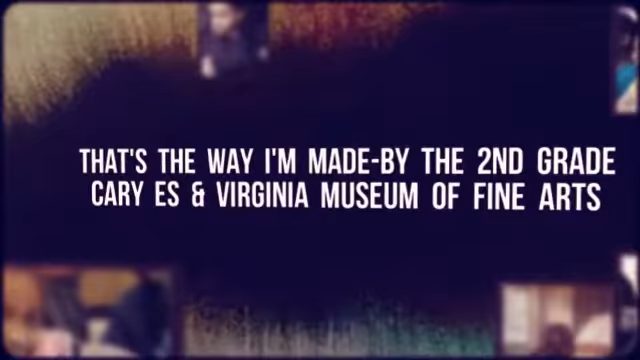 THAT'S THE WAY I'M MADE-BY THE 2ND GRADE
CARY ES & VIRGINIA MUSEUM OF FINE ARTS